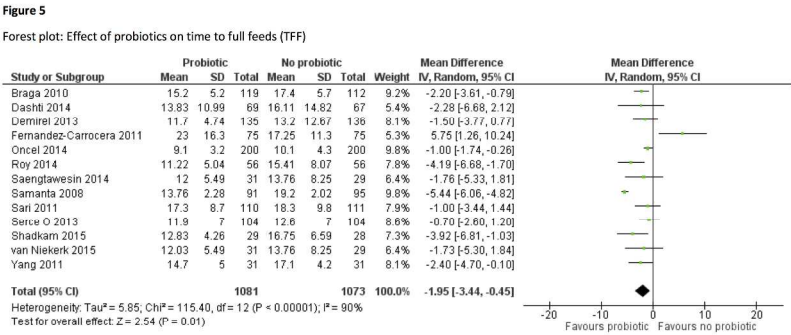 Figure 5
Forest plot: Effect of probiotics on time to full feeds (TFF)
Probiotic No probiotic Mean Difference Mean Difference
Study or Subgroup Mean SD Total Mean SD Total Weight IV, Random, 95% CI IV, Random, 95% CI
Braga 2010 15.2 5.2 119 17.4 5.7 112 9.2% -2.20 [-3.61, -0.79]
Dashti 2014 13.83 10.99 69 16.11 14.82 67 5.3% -2.28 [-6.68, 2.12]
Demirel 2013 11.7 4.74 135 13.2 12.67 136 8.0% -1.50 [-3.77, 0.77]
Fernandez-Carrocera 2011 23 16.3 75 17.25 11.3 75 5.2% 5.75 [1.26, 10.24]
Oncel 2014 9.1 3.2 200 10.1 4.3 200 9.7% -1.00 [-1.74, -0.26]
Roy 2014 11.22 5.04 56 15.41 8.07 56 7.7% -4.19 [-6.68, -1.70]
Saengtawesin 2014 12 5.49 31 13.76 8.25 29 6.3% -1.76 [-5.33, 1.81]
Samanta 2008 13.76 2.28 91 19.2 2.02 95 9.8% -5.44 [-6.06, -4.82]
Sari 2011 17.3 8.7 110 18.3 9.8 111 7.8% -1.00 [-3.44, 1.44]
Serce O 2013 11.9 7 104 12.6 7 104 8.5% -0.70 [-2.60, 1.20]
Shadkam 2015 12.83 4.26 29 16.75 6.59 28 7.2% -3.92 [-6.81, -1.03]
van Niekerk 2015 12.03 5.49 31 13.76 8.25 29 6.3% -1.73 [-5.30, 1.84]
Yang 2011 14.7 5 31 17.1 4.2 31 8.1% -2.40 [-4.70, -0.10]
Total (95% CI) 1081 1073 100.0% -1.95 [-3.44, -0.45]
Heterogeneity: Tau² = 5.85; Chi² = 115.40, df = 12 (P < 0.00001); I² = 90%
Test for overall effect: Z = 2.54 (P = 0.01)
-20 -10 0 10 20
Favours probiotic Favours no probiotic